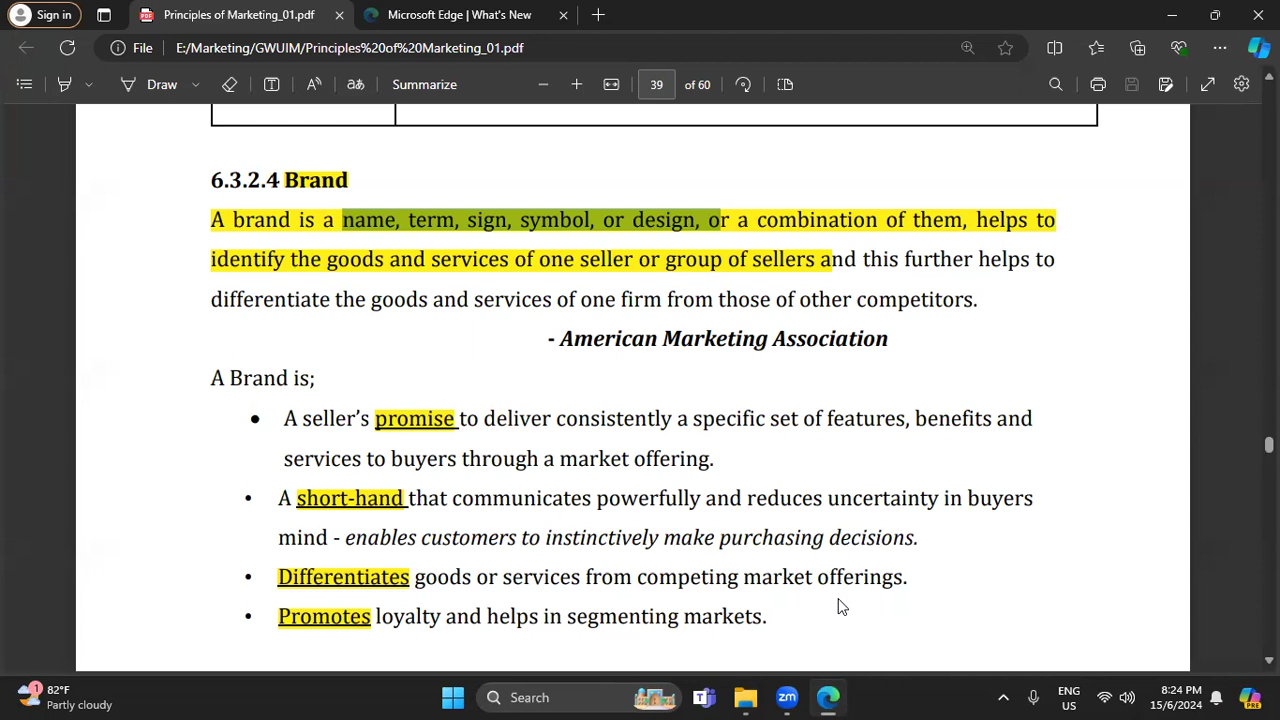 Sign in
Principles of Marketing_01.pdf
Microsoft Edge | What's New
File
E:/Marketing/GWUIM/Principles%20of%20Marketing_01.pdf
Draw
aあ
Summarize
39 of 60
6.3.2.4 Brand
A brand is a name, term, sign, symbol, or design, or a combination of them, helps to
identify the goods and services of one seller or group of sellers and this further helps to
differentiate the goods and services of one firm from those of other competitors.
- American Marketing Association
A Brand is;
• A seller’s promise to deliver consistently a specific set of features, benefits and
services to buyers through a market offering.
• A short-hand that communicates powerfully and reduces uncertainty in buyers
mind - enables customers to instinctively make purchasing decisions.
• Differentiates goods or services from competing market offerings.
• Promotes loyalty and helps in segmenting markets.
1
82°F
Partly cloudy
Search
zm
ENG
US
8:24 PM
15/6/2024
PRE